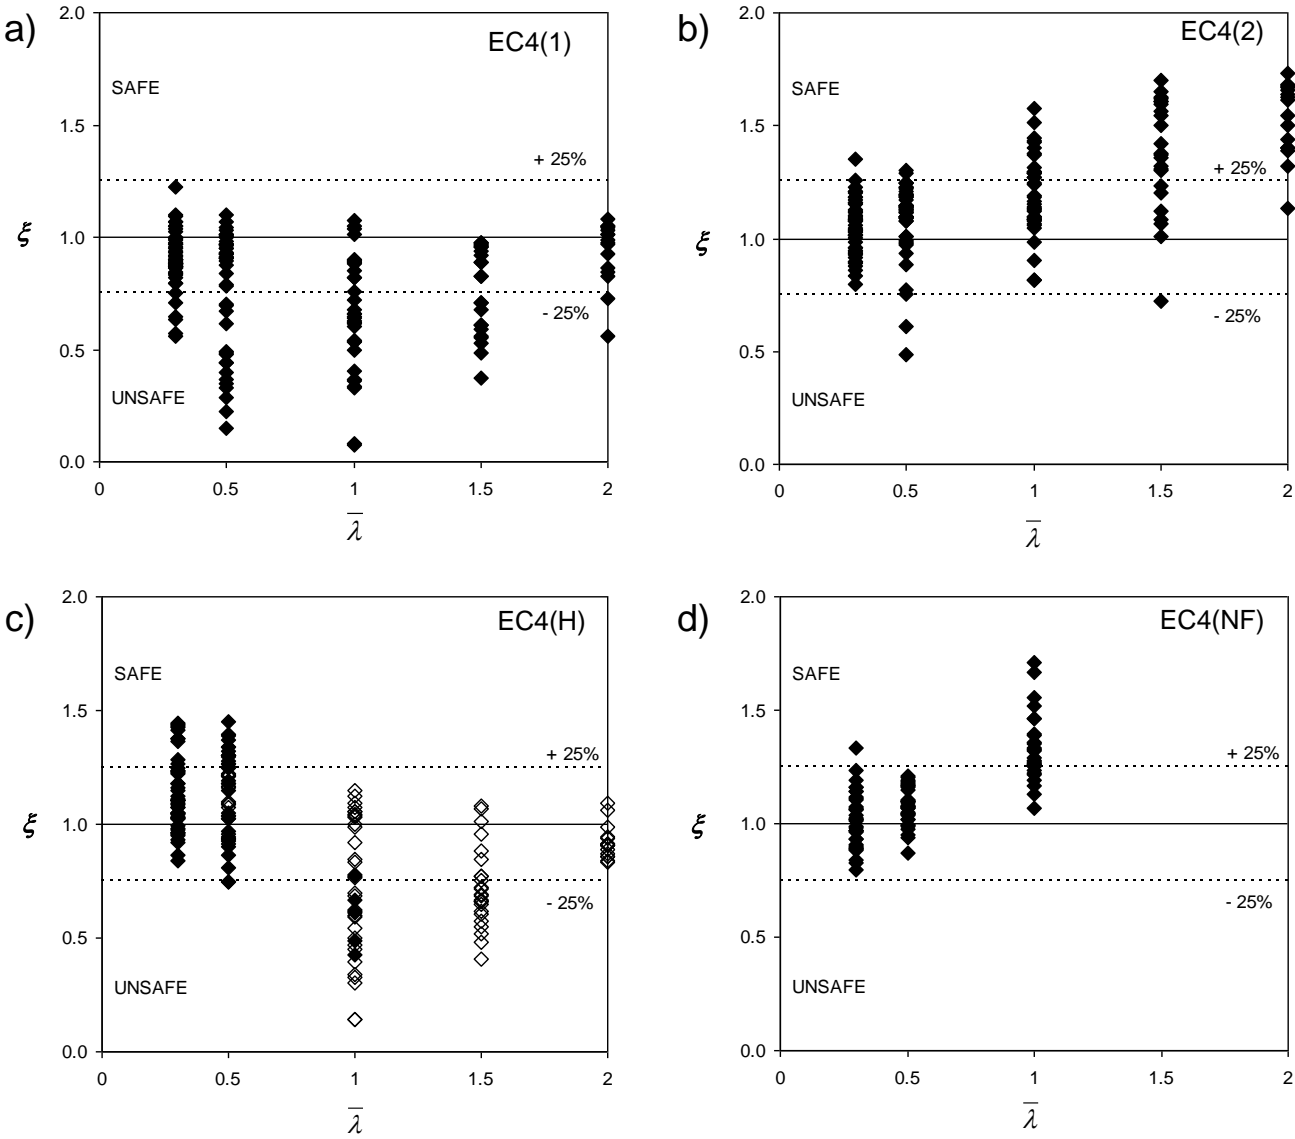 a)
EC4(1)
2.0
SAFE
1.5
+ 25%
ξ
1.0
- 25%
0.5
UNSAFE
0.0
0 0.5 1 1.5 2
λ̅
b)
EC4(2)
2.0
SAFE
1.5
+ 25%
ξ
1.0
- 25%
0.5
UNSAFE
0.0
0 0.5 1 1.5 2
λ̅
c)
EC4(H)
2.0
SAFE
1.5
+ 25%
ξ
1.0
- 25%
0.5
UNSAFE
0.0
0 0.5 1 1.5 2
λ̅
d)
EC4(NF)
2.0
SAFE
1.5
+ 25%
ξ
1.0
- 25%
0.5
UNSAFE
0.0
0 0.5 1 1.5 2
λ̅